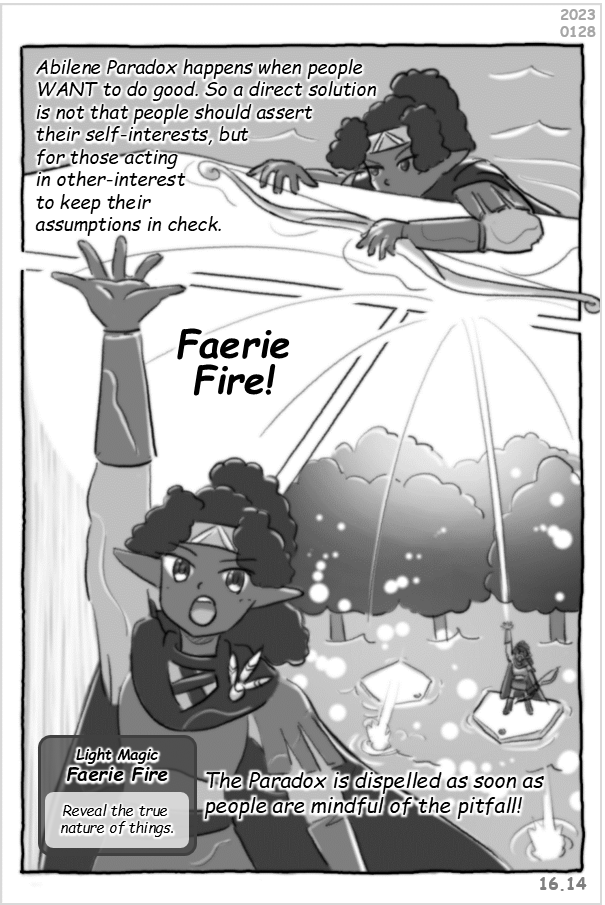 2023
0128
Abilene Paradox happens when people
WANT to do good. So a direct solution
is not that people should assert
their self-interests, but
for those acting
in other-interest
to keep their
assumptions in check.
Faerie
Fire!
Light Magic
Faerie Fire
Reveal the true
nature of things.
The Paradox is dispelled as soon as
people are mindful of the pitfall!
16.14